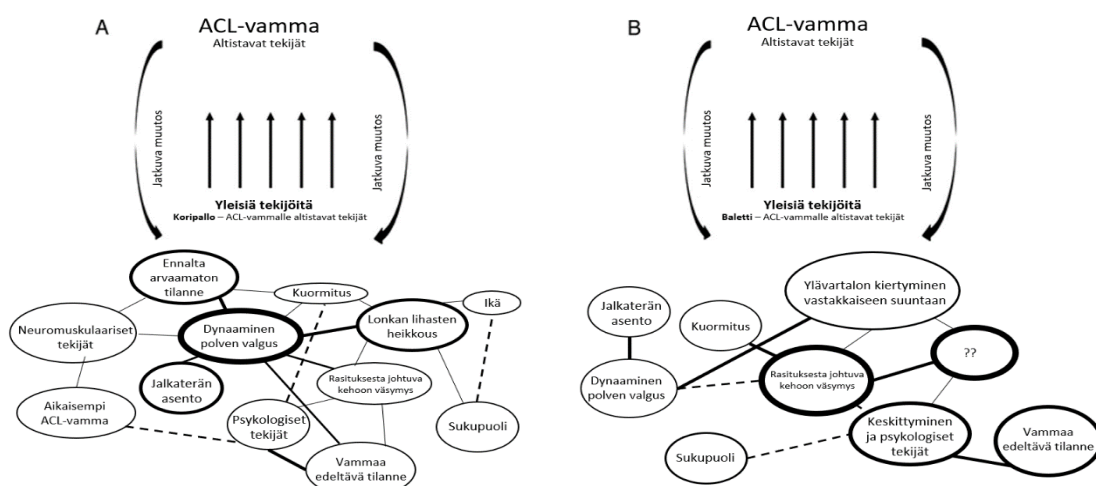 A
ACL-vamma
Altistavat tekijät
Jatkuva muutos
Jatkuva muutos
Yleisiä tekijöitä
Koripallo – ACL-vammalle altistavat tekijät
Ennalta
arvaamaton
tilanne
Kuormitus
Ikä
Neuromuskulaariset
tekijät
Dynaaminen
polven valgus
Lonkan lihasten
heikkous
Jalkaterän
asento
Rasituksesta johtuva
kehoon väsymys
Aikaisempi
ACL-vamma
Psykologiset
tekijät
Sukupuoli
Vammaa
edeltävä tilanne
B
ACL-vamma
Altistavat tekijät
Jatkuva muutos
Jatkuva muutos
Yleisiä tekijöitä
Baletti – ACL-vammalle altistavat tekijät
Ylävartalon kiertyminen
vastakkaiseen suuntaan
Jalkaterän
asento
Kuormitus
??
Dynaaminen
polven valgus
Rasituksesta johtuva
kehoon väsymys
Keskittyminen
ja psykologiset
tekijät
Vammaa
edeltävä tilanne
Sukupuoli